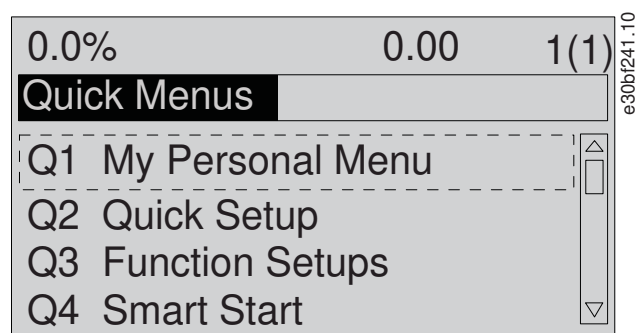 0.0% 0.00 1(1)
Quick Menus
Q1 My Personal Menu
Q2 Quick Setup
Q3 Function Setups
Q4 Smart Start
e30bf241.10